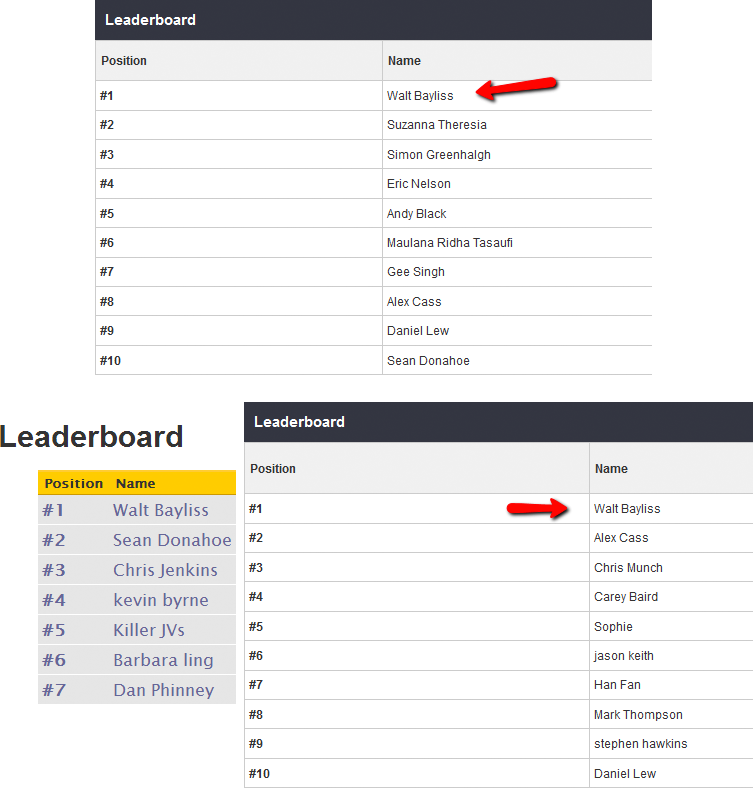 Leaderboard
Position Name
#1 Walt Bayliss
#2 Suzanna Theresia
#3 Simon Greenhalgh
#4 Eric Nelson
#5 Andy Black
#6 Maulana Ridha Tasaufi
#7 Gee Singh
#8 Alex Cass
#9 Daniel Lew
#10 Sean Donahoe
Leaderboard
Position Name
#1 Walt Bayliss
#2 Sean Donahoe
#3 Chris Jenkins
#4 kevin byrne
#5 Killer JVs
#6 Barbara ling
#7 Dan Phinney
Leaderboard
Position Name
#1 Walt Bayliss
#2 Alex Cass
#3 Chris Munch
#4 Carey Baird
#5 Sophie
#6 jason keith
#7 Han Fan
#8 Mark Thompson
#9 stephen hawkins
#10 Daniel Lew